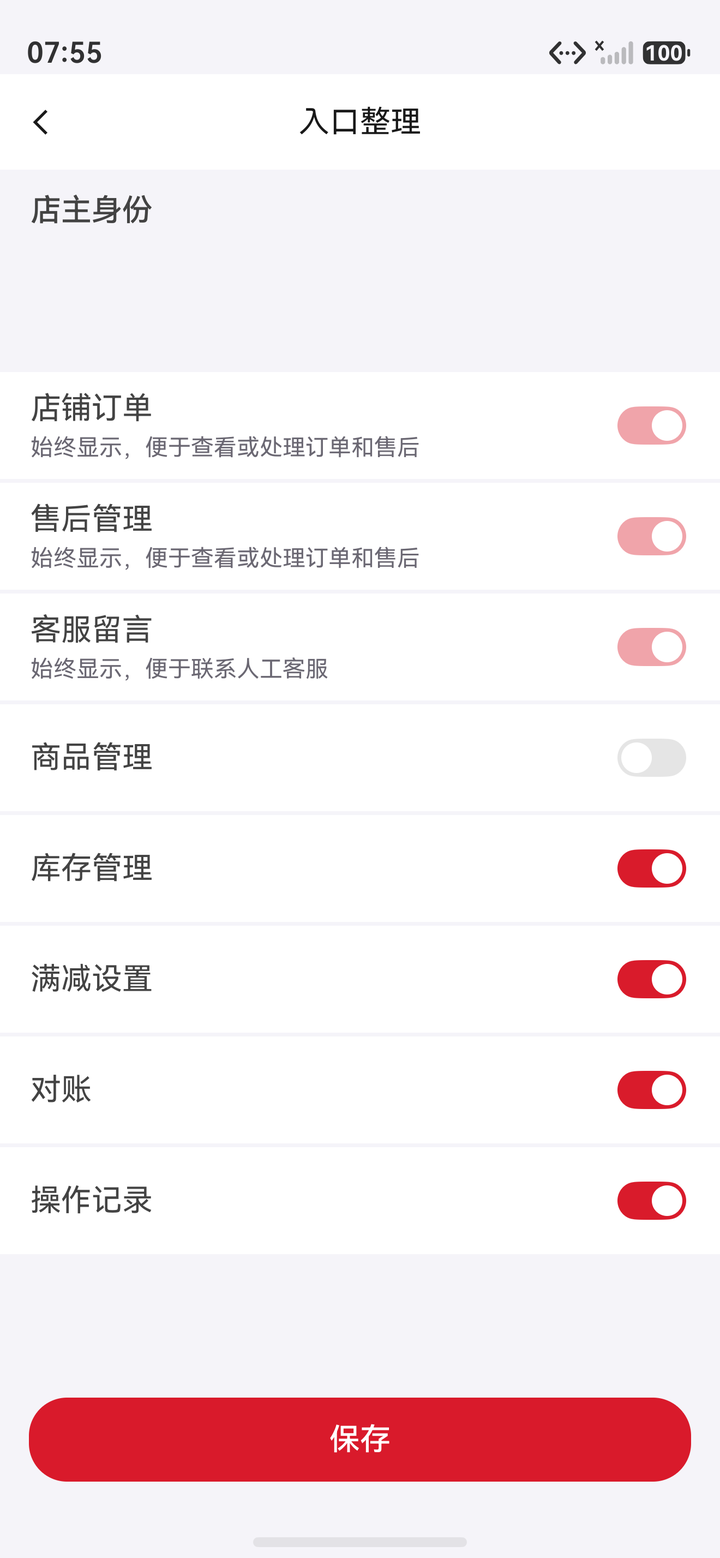 07:55
100
入口整理
店主身份
店铺订单
始终显示，便于查看或处理订单和售后
售后管理
始终显示，便于查看或处理订单和售后
客服留言
始终显示，便于联系人工客服
商品管理
库存管理
满减设置
对账
操作记录
保存